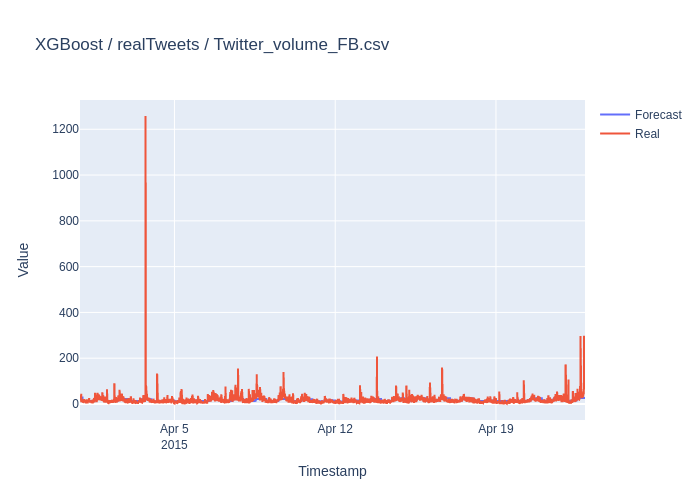 XGBoost / realTweets / Twitter_volume_FB.csv
Forecast
Real
1200
1000
800
600
400
200
0
Value
Apr 5
2015
Apr 12
Apr 19
Timestamp